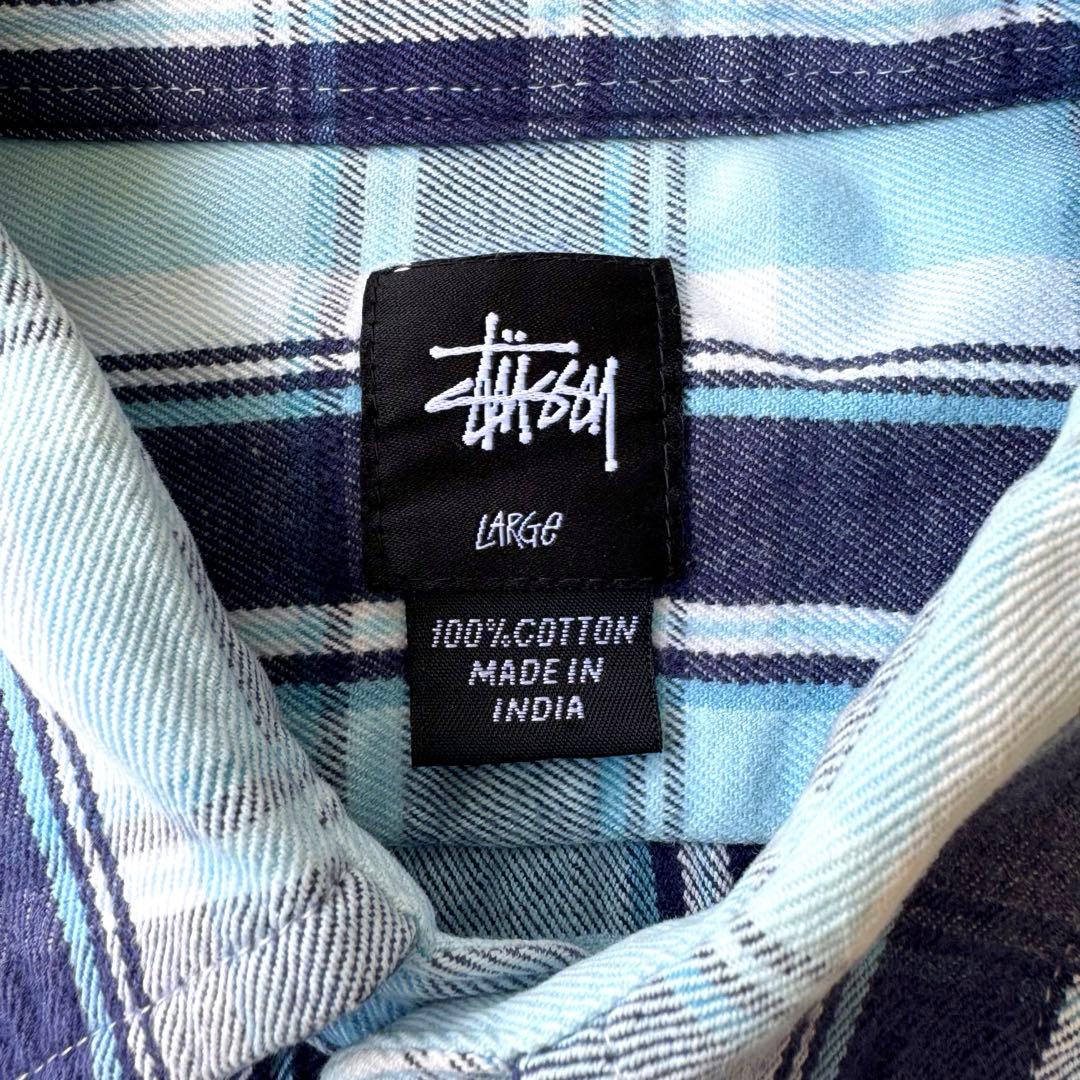 Stüssy
LARGE
100% COTTON
MADE IN
INDIA